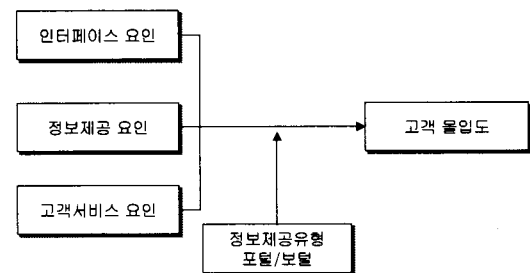 인터페이스 요인
정보제공 요인
고객 몰입도
고객서비스 요인
정보제공유형
포털/보털